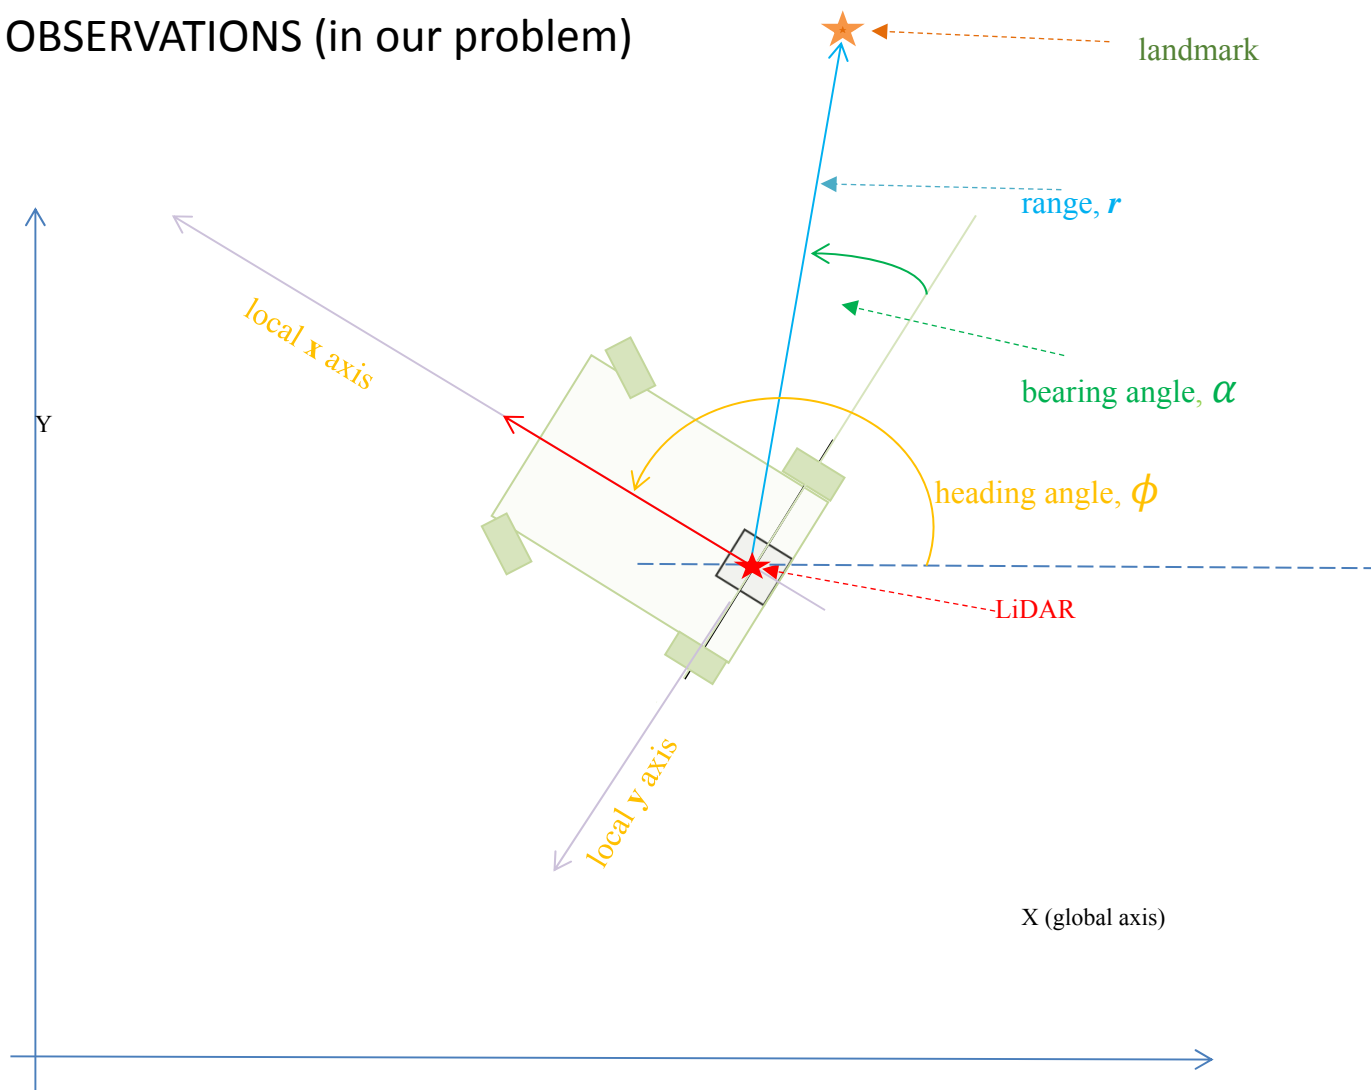 OBSERVATIONS (in our problem)
landmark
range, r
local x axis
bearing angle, α
Y
heading angle, ϕ
LiDAR
local y axis
X (global axis)